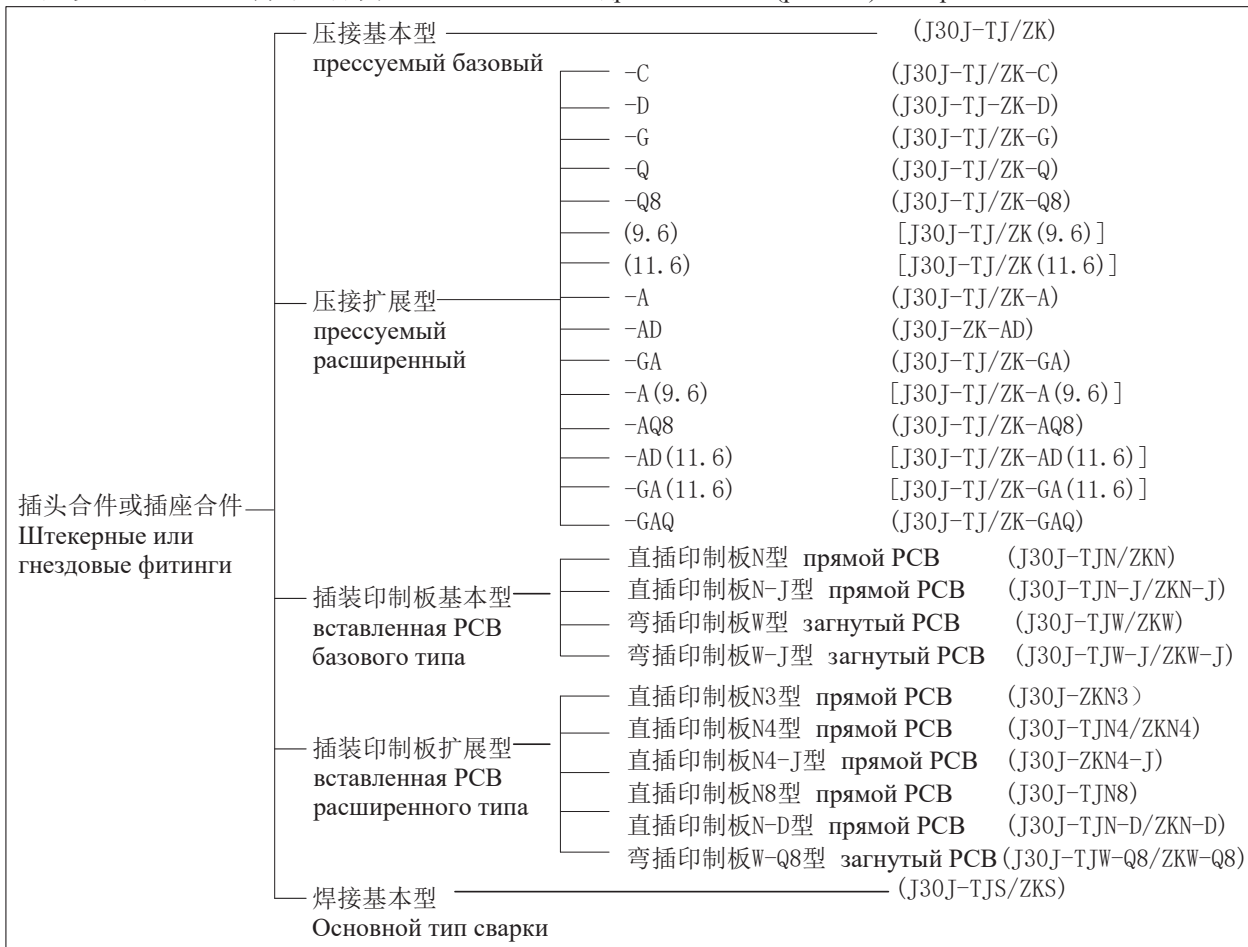 压接基本型 (J30J-TJ/ZK)
прессуемый базовый
-C (J30J-TJ/ZK-C)
-D (J30J-TJ-ZK-D)
-G (J30J-TJ/ZK-G)
-Q (J30J-TJ/ZK-Q)
-Q8 (J30J-TJ/ZK-Q8)
(9.6) [J30J-TJ/ZK(9.6)]
(11.6) [J30J-TJ/ZK(11.6)]
压接扩展型 -A (J30J-TJ/ZK-A)
прессуемый -AD (J30J-ZK-AD)
расширенный -GA (J30J-TJ/ZK-GA)
-A(9.6) [J30J-TJ/ZK-A(9.6)]
-AQ8 (J30J-TJ/ZK-AQ8)
-AD(11.6) [J30J-TJ/ZK-AD(11.6)]
-GA(11.6) [J30J-TJ/ZK-GA(11.6)]
-GAQ (J30J-TJ/ZK-GAQ)
插头合件或插座合件
Штекерные или
гнездовые фитинги
直插印制板N型 прямой PCB (J30J-TJN/ZKN)
直插印制板N-J型 прямой PCB (J30J-TJN-J/ZKN-J)
插装印制板基本型
вставленная PCB
базового типа
弯插印制板W型 загнутый PCB (J30J-TJW/ZKW)
弯插印制板W-J型 загнутый PCB (J30J-TJW-J/ZKW-J)
直插印制板N3型 прямой PCB (J30J-ZKN3）
直插印制板N4型 прямой PCB (J30J-TJN4/ZKN4)
插装印制板扩展型
вставленная PCB
расширенного типа
直插印制板N4-J型 прямой PCB (J30J-ZKN4-J)
直插印制板N8型 прямой PCB (J30J-TJN8)
直插印制板N-D型 прямой PCB (J30J-TJN-D/ZKN-D)
弯插印制板W-Q8型 загнутый PCB (J30J-TJW-Q8/ZKW-Q8)
焊接基本型 (J30J-TJS/ZKS)
Основной тип сварки